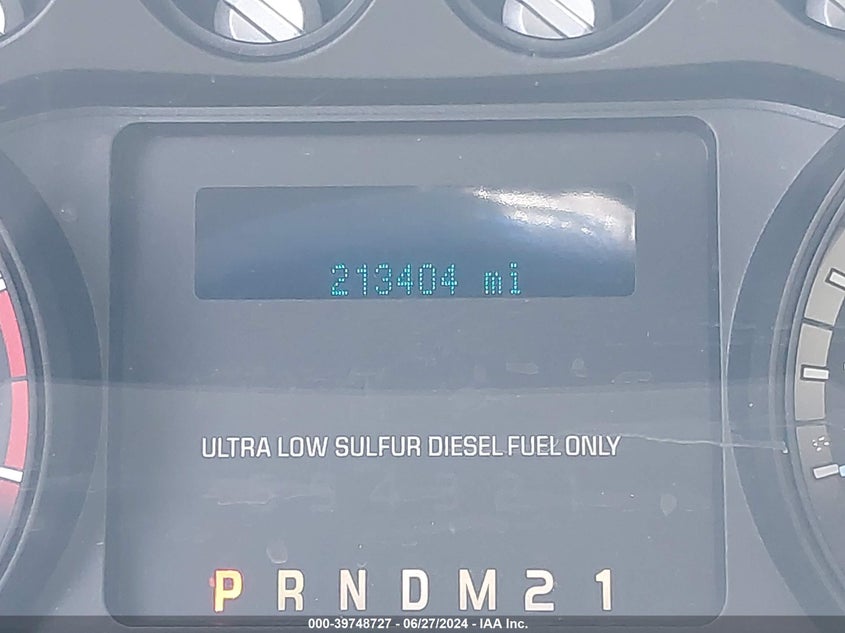 213404 mi
ULTRA LOW SULFUR DIESEL FUEL ONLY
P R N D M 2 1
000-39748727 - 06/27/2024 - IAA Inc.